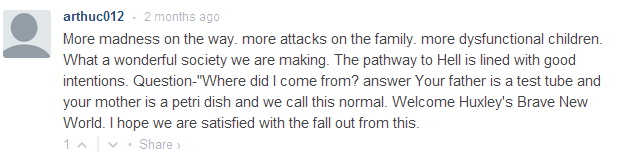 arthuc012 • 2 months ago
More madness on the way. more attacks on the family. more dysfunctional children.
What a wonderful society we are making. The pathway to Hell is lined with good
intentions. Question-"Where did I come from? answer Your father is a test tube and
your mother is a petri dish and we call this normal. Welcome Huxley's Brave New
World. I hope we are satisfied with the fall out from this.
1 • Share ›